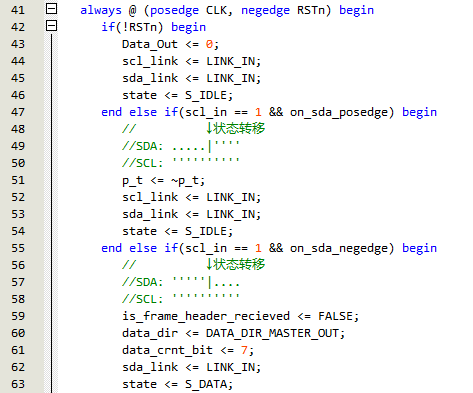 41 always @ (posedge CLK, negedge RSTn) begin
42 if(!RSTn) begin
43 Data_Out <= 0;
44 scl_link <= LINK_IN;
45 sda_link <= LINK_IN;
46 state <= S_IDLE;
47 end else if(scl_in == 1 && on_sda_posedge) begin
48 // ↓状态转移
49 //SDA: .....|''''
50 //SCL: ''''''''''
51 p_t <= ~p_t;
52 scl_link <= LINK_IN;
53 sda_link <= LINK_IN;
54 state <= S_IDLE;
55 end else if(scl_in == 1 && on_sda_negedge) begin
56 // ↓状态转移
57 //SDA: '''''|....
58 //SCL: ''''''''''
59 is_frame_header_recieved <= FALSE;
60 data_dir <= DATA_DIR_MASTER_OUT;
61 data_crnt_bit <= 7;
62 sda_link <= LINK_IN;
63 state <= S_DATA;